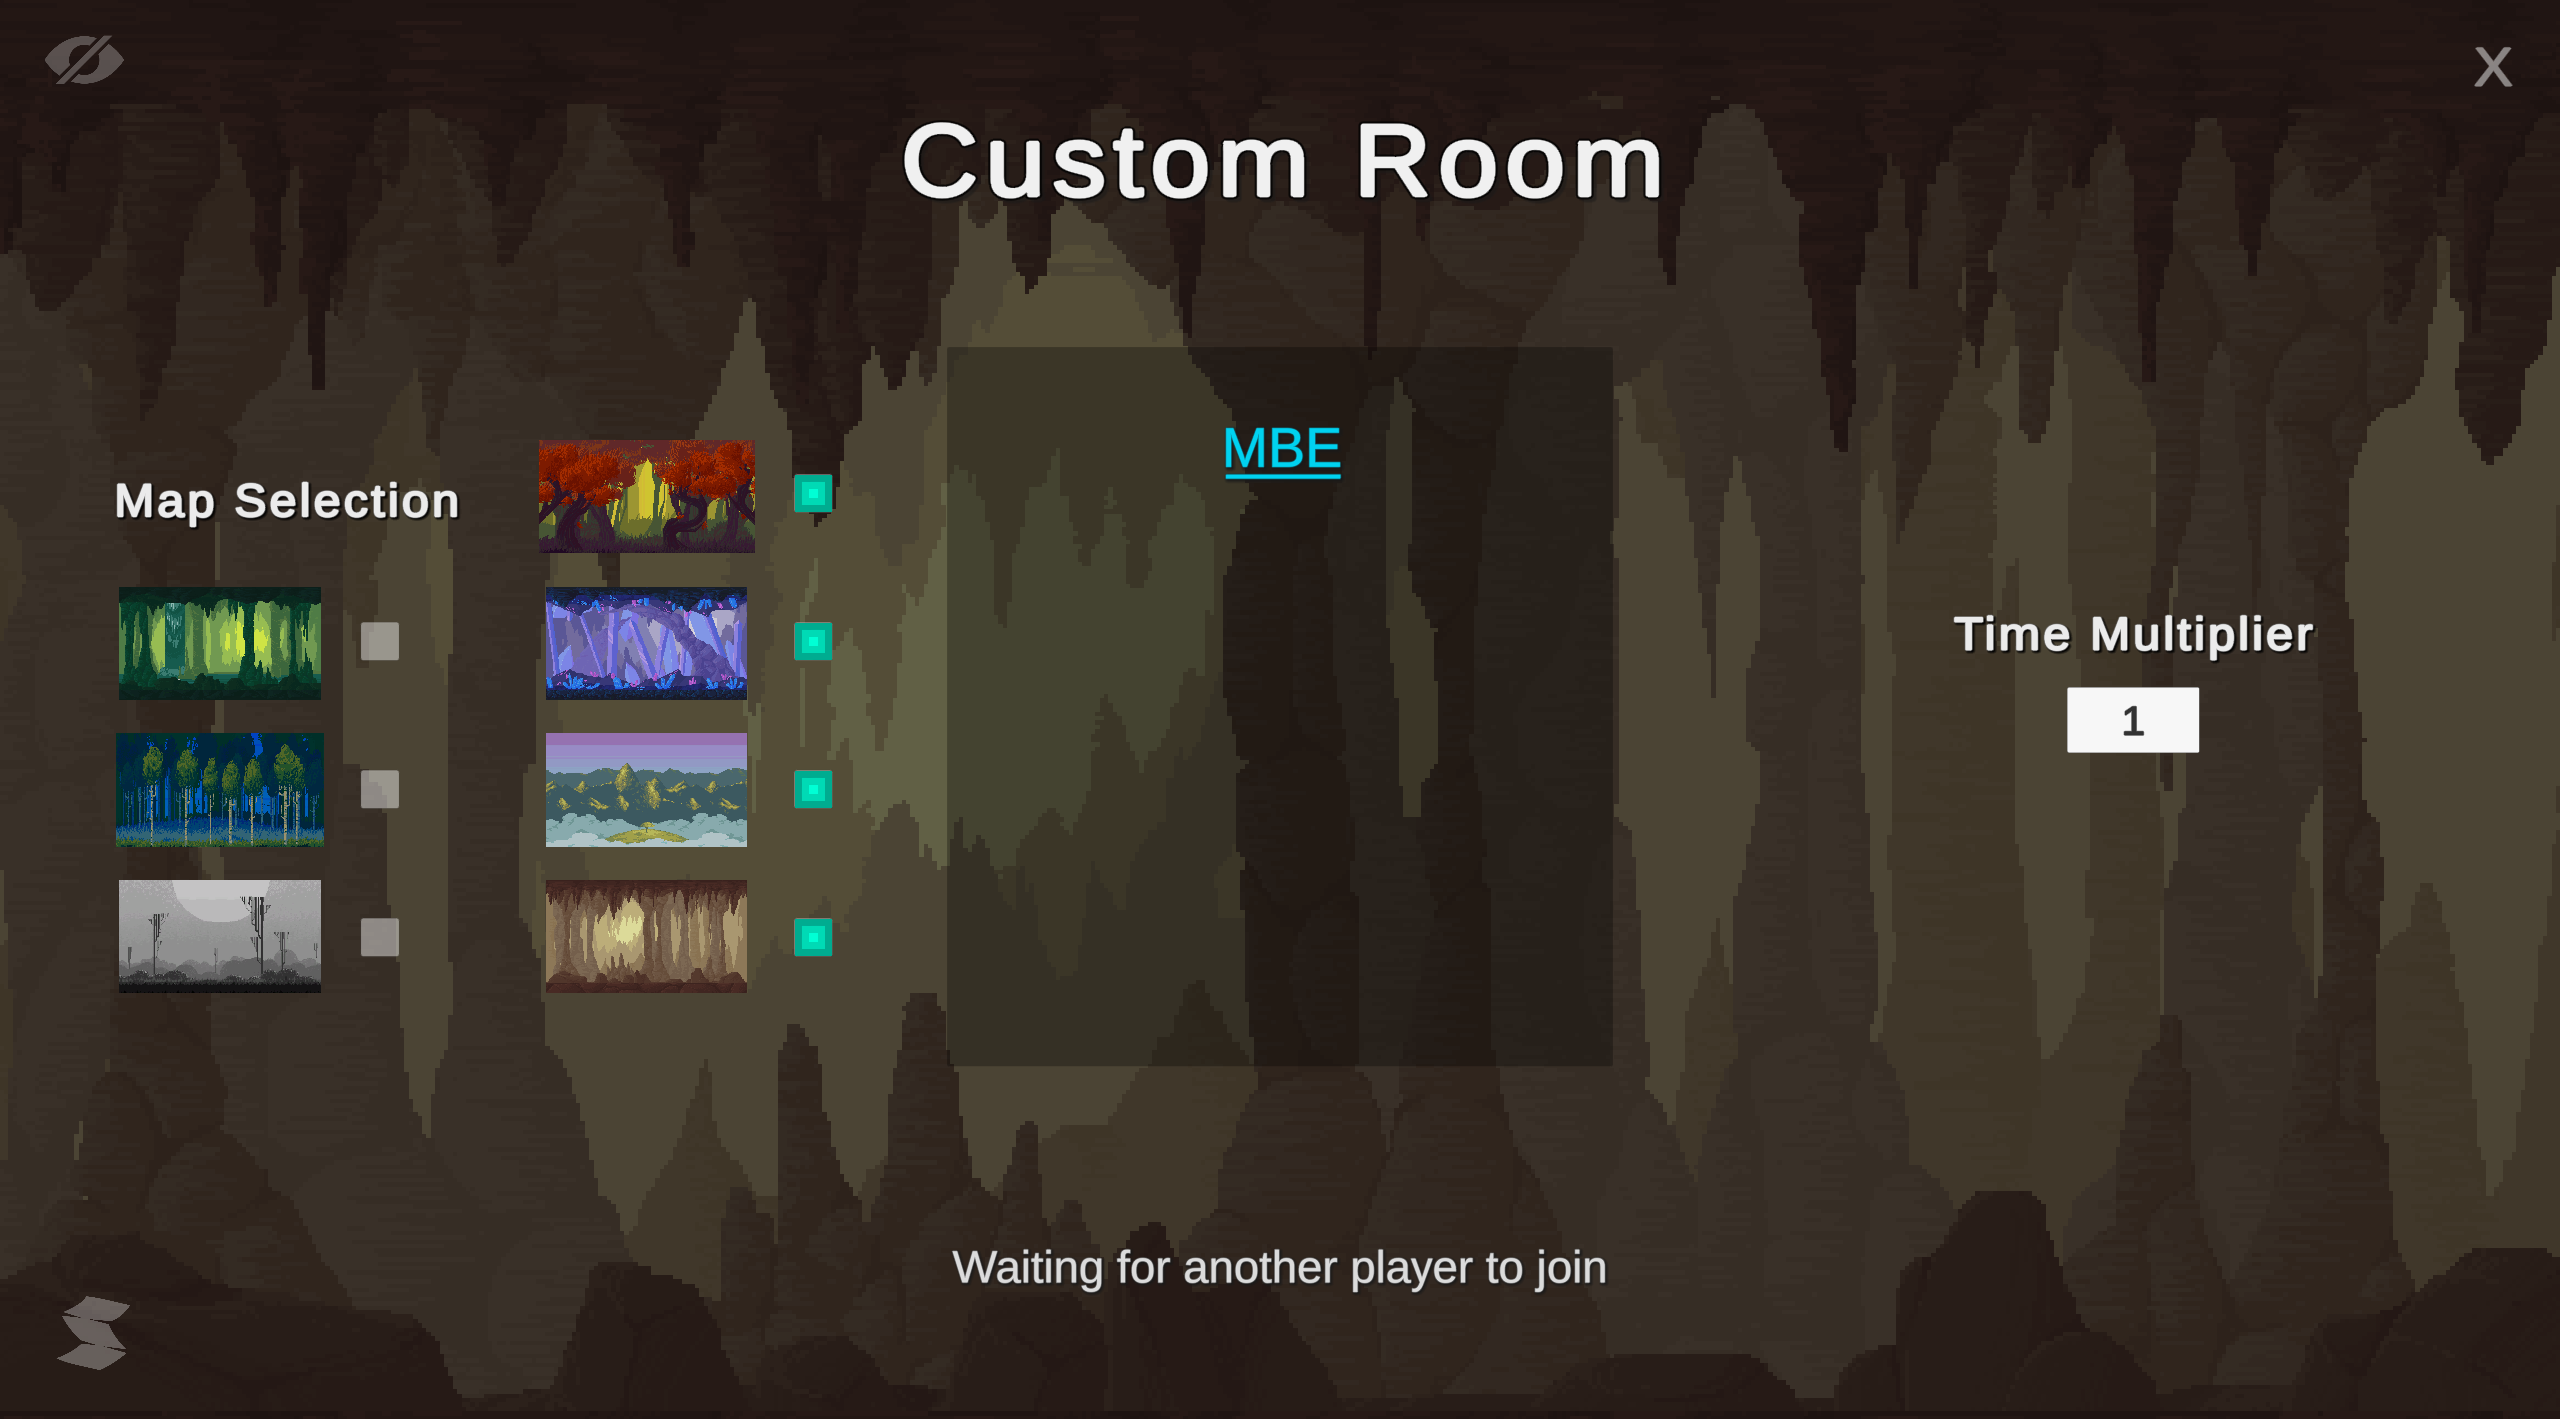 X
Custom Room
MBE
Map Selection
Time Multiplier
1
Waiting for another player to join